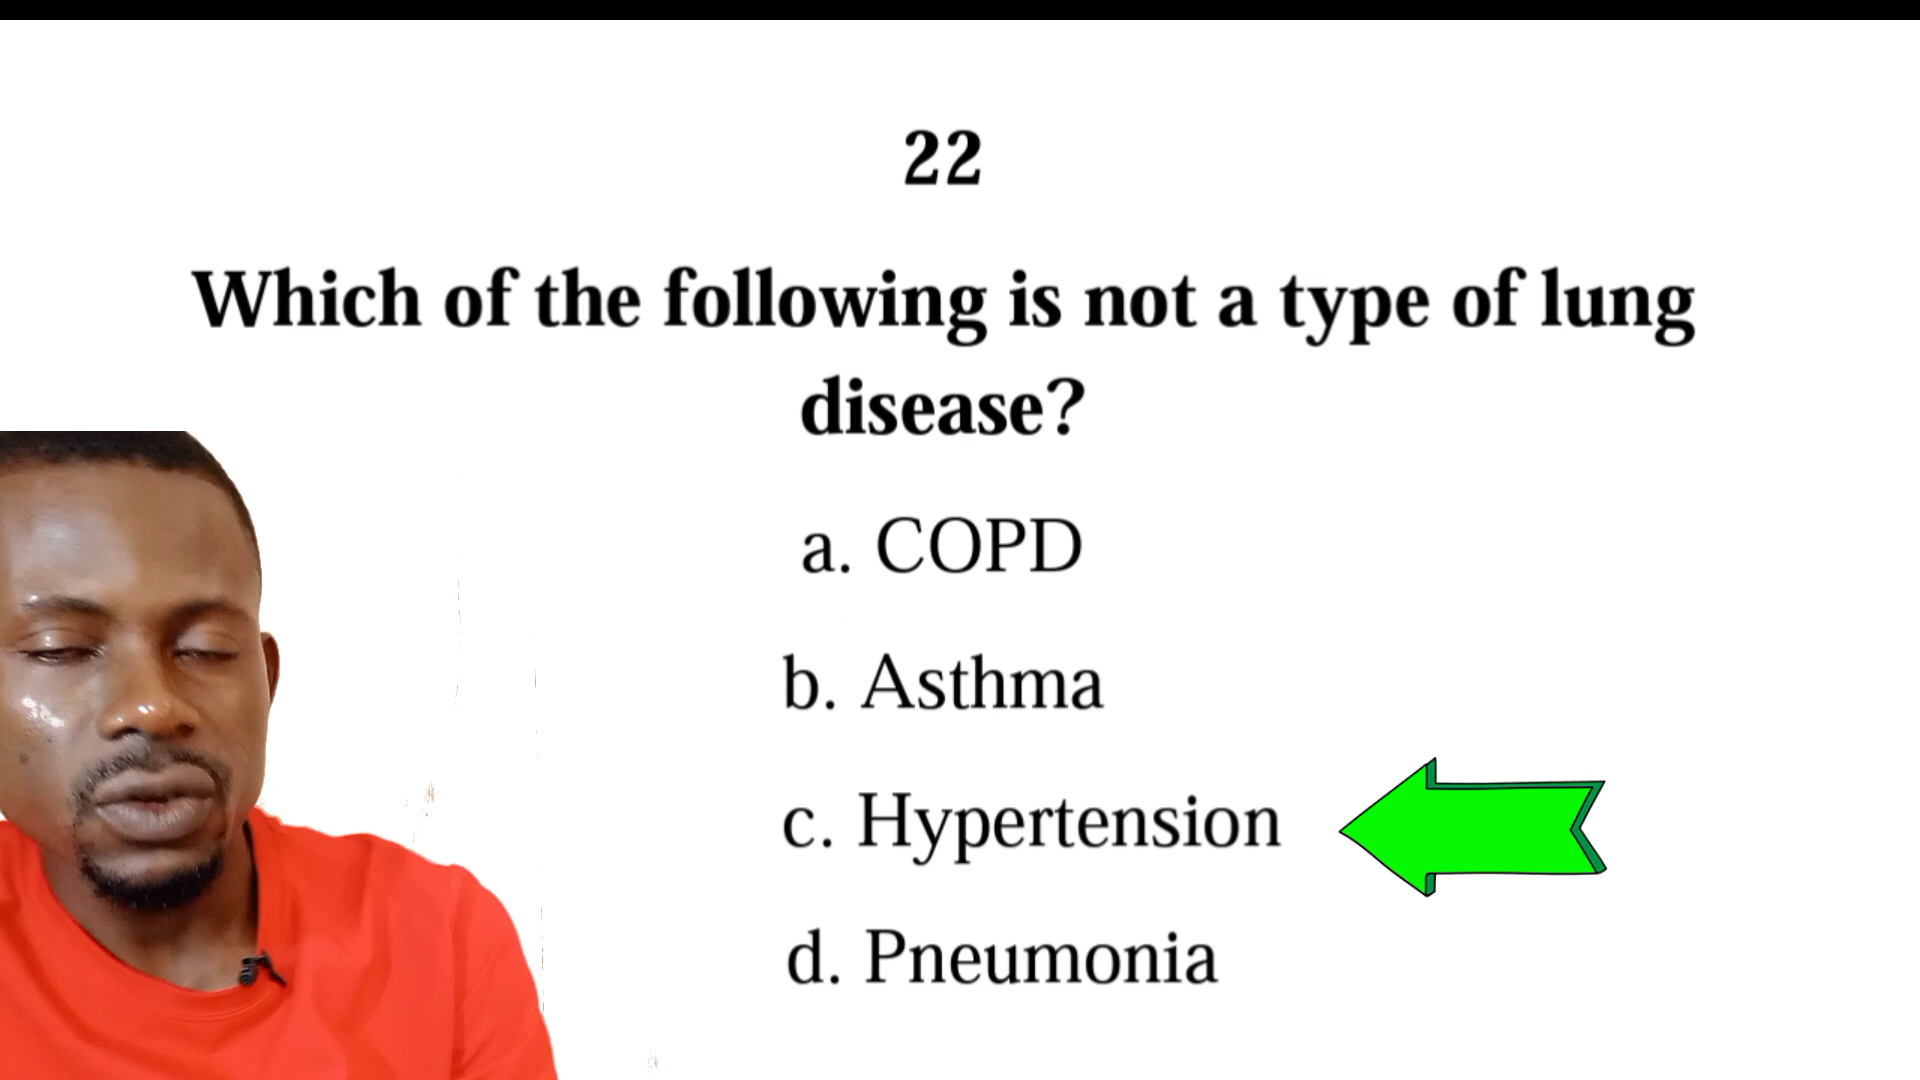 22
Which of the following is not a type of lung
disease?
a. COPD
b. Asthma
c. Hypertension
d. Pneumonia